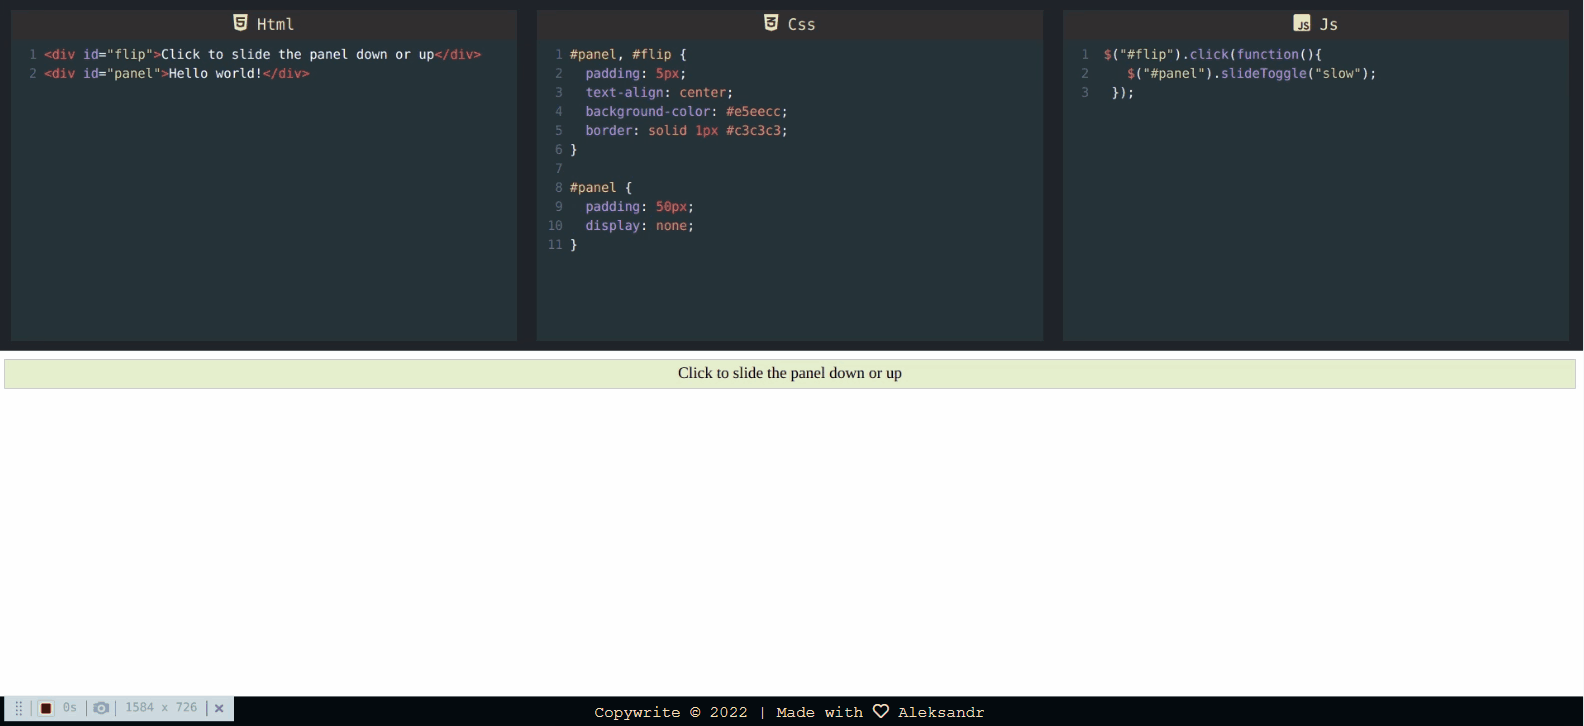 Html
1 <div id="flip">Click to slide the panel down or up</div>
2 <div id="panel">Hello world!</div>
Css
1 #panel, #flip {
2   padding: 5px;
3   text-align: center;
4   background-color: #e5eecc;
5   border: solid 1px #c3c3c3;
6 }
7
8 #panel {
9   padding: 50px;
10   display: none;
11 }
JS Js
1 $("#flip").click(function(){
2    $("#panel").slideToggle("slow");
3  });
Click to slide the panel down or up
0s 1584 x 726 ×
Copywrite © 2022 | Made with ♡ Aleksandr